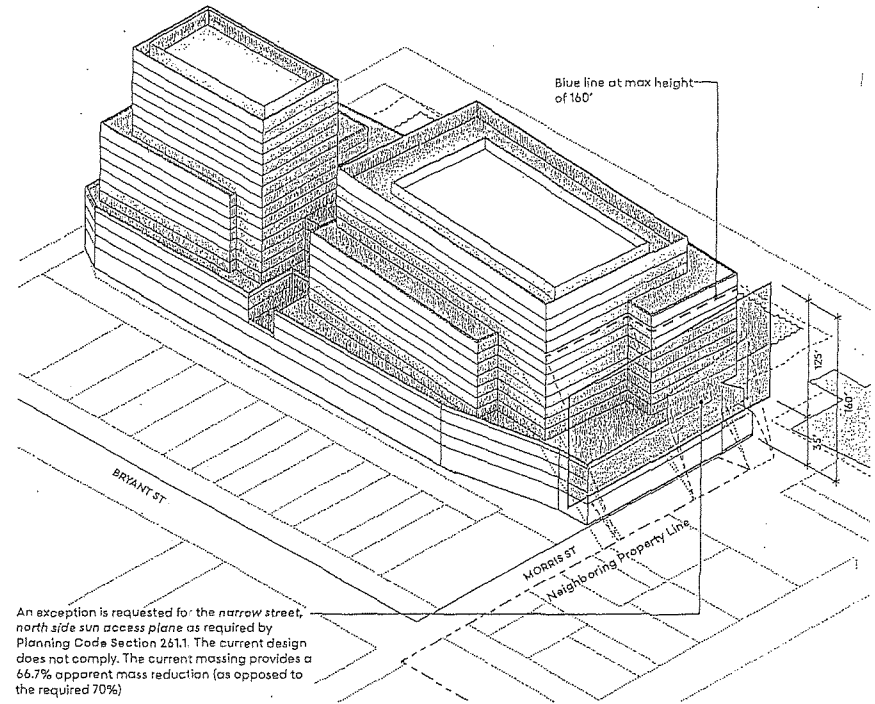 Blue line at max height
of 160'
125'
160'
35'
BRYANT ST
MORRIS ST
Neighboring Property Line
An exception is requested for the narrow street,
north side sun access plane as required by
Planning Code Section 261.1. The current design
does not comply. The current massing provides a
66.7% apparent mass reduction (as opposed to
the required 70%)